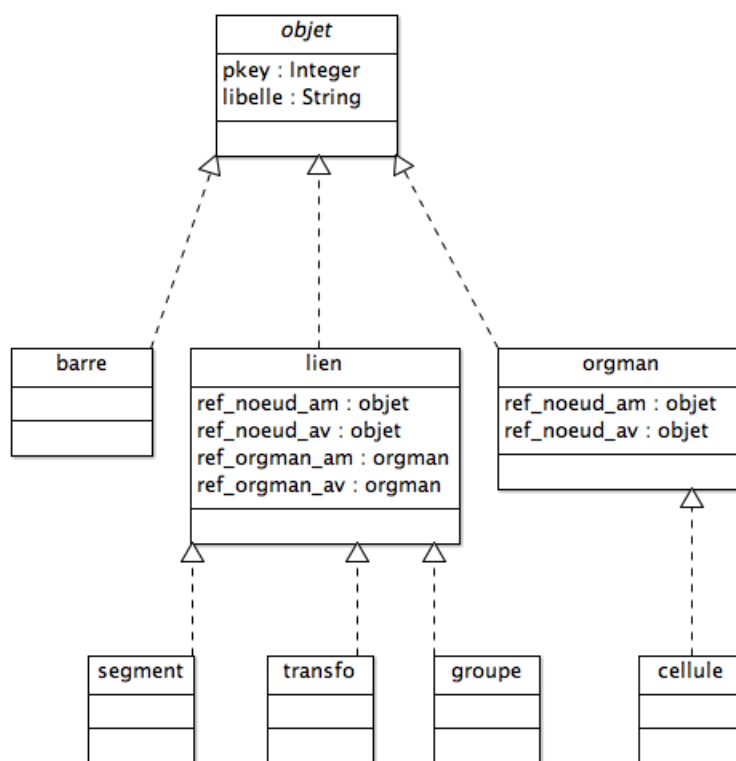 objet
pkey : Integer
libelle : String
barre
lien
ref_noeud_am : objet
ref_noeud_av : objet
ref_orgman_am : orgman
ref_orgman_av : orgman
orgman
ref_noeud_am : objet
ref_noeud_av : objet
segment
transfo
groupe
cellule